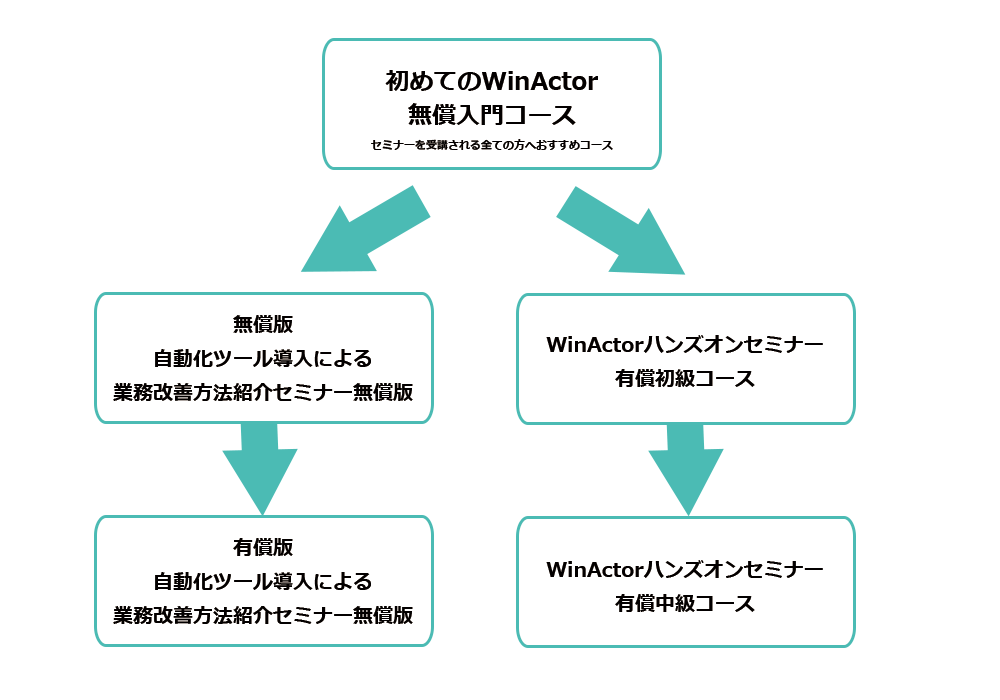 初めてのWinActor
無償入門コース
セミナーを受講される全ての方へおすすめコース
無償版
自動化ツール導入による
業務改善方法紹介セミナー無償版
WinActorハンズオンセミナー
有償初級コース
有償版
自動化ツール導入による
業務改善方法紹介セミナー無償版
WinActorハンズオンセミナー
有償中級コース